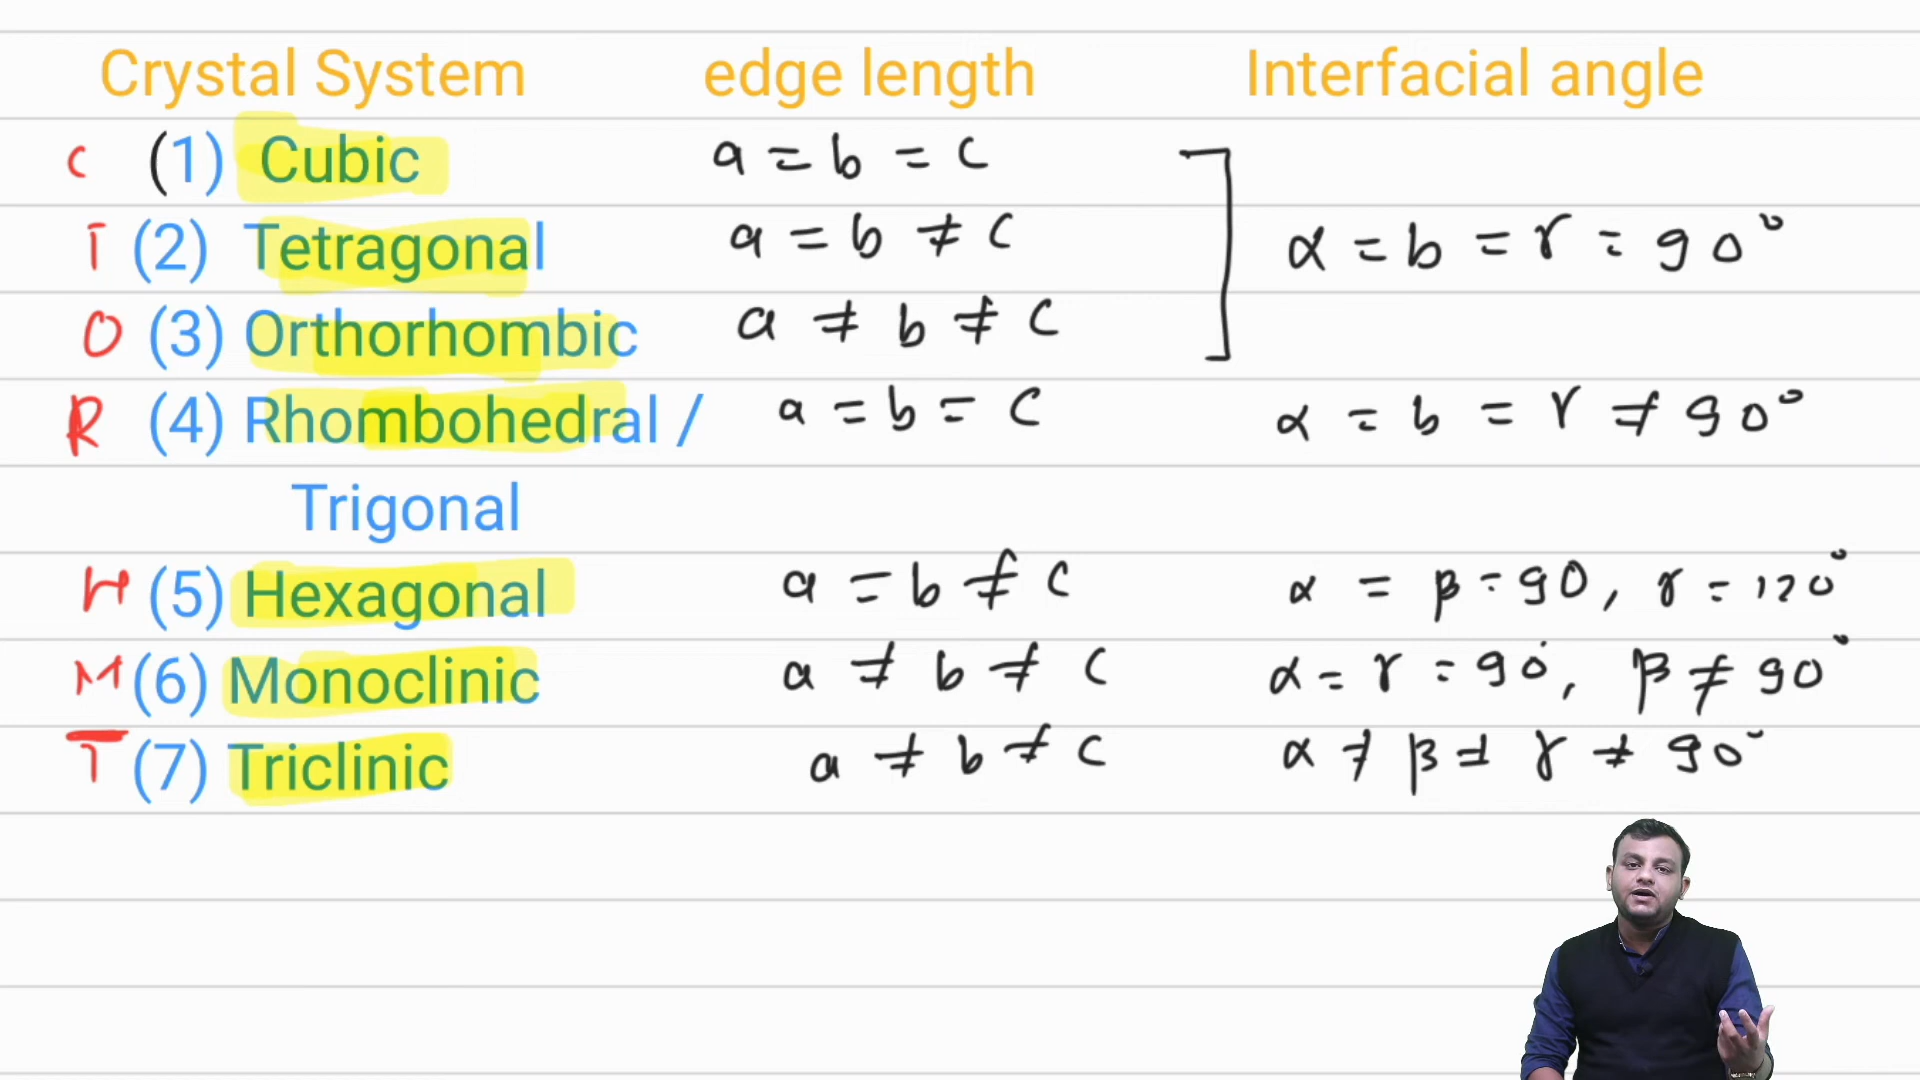 Crystal System edge length Interfacial angle
C (1) Cubic a = b = c
T (2) Tetragonal a = b ≠ c α = b = r = 90°
O (3) Orthorhombic a ≠ b ≠ c
R (4) Rhombohedral / a = b = c α = b = r ≠ 90°
Trigonal
H (5) Hexagonal a = b ≠ c α = β = 90, r = 120°
M (6) Monoclinic a ≠ b ≠ c α = r = 90°, β ≠ 90°
T (7) Triclinic a ≠ b ≠ c α ≠ β ≠ γ ≠ 90°